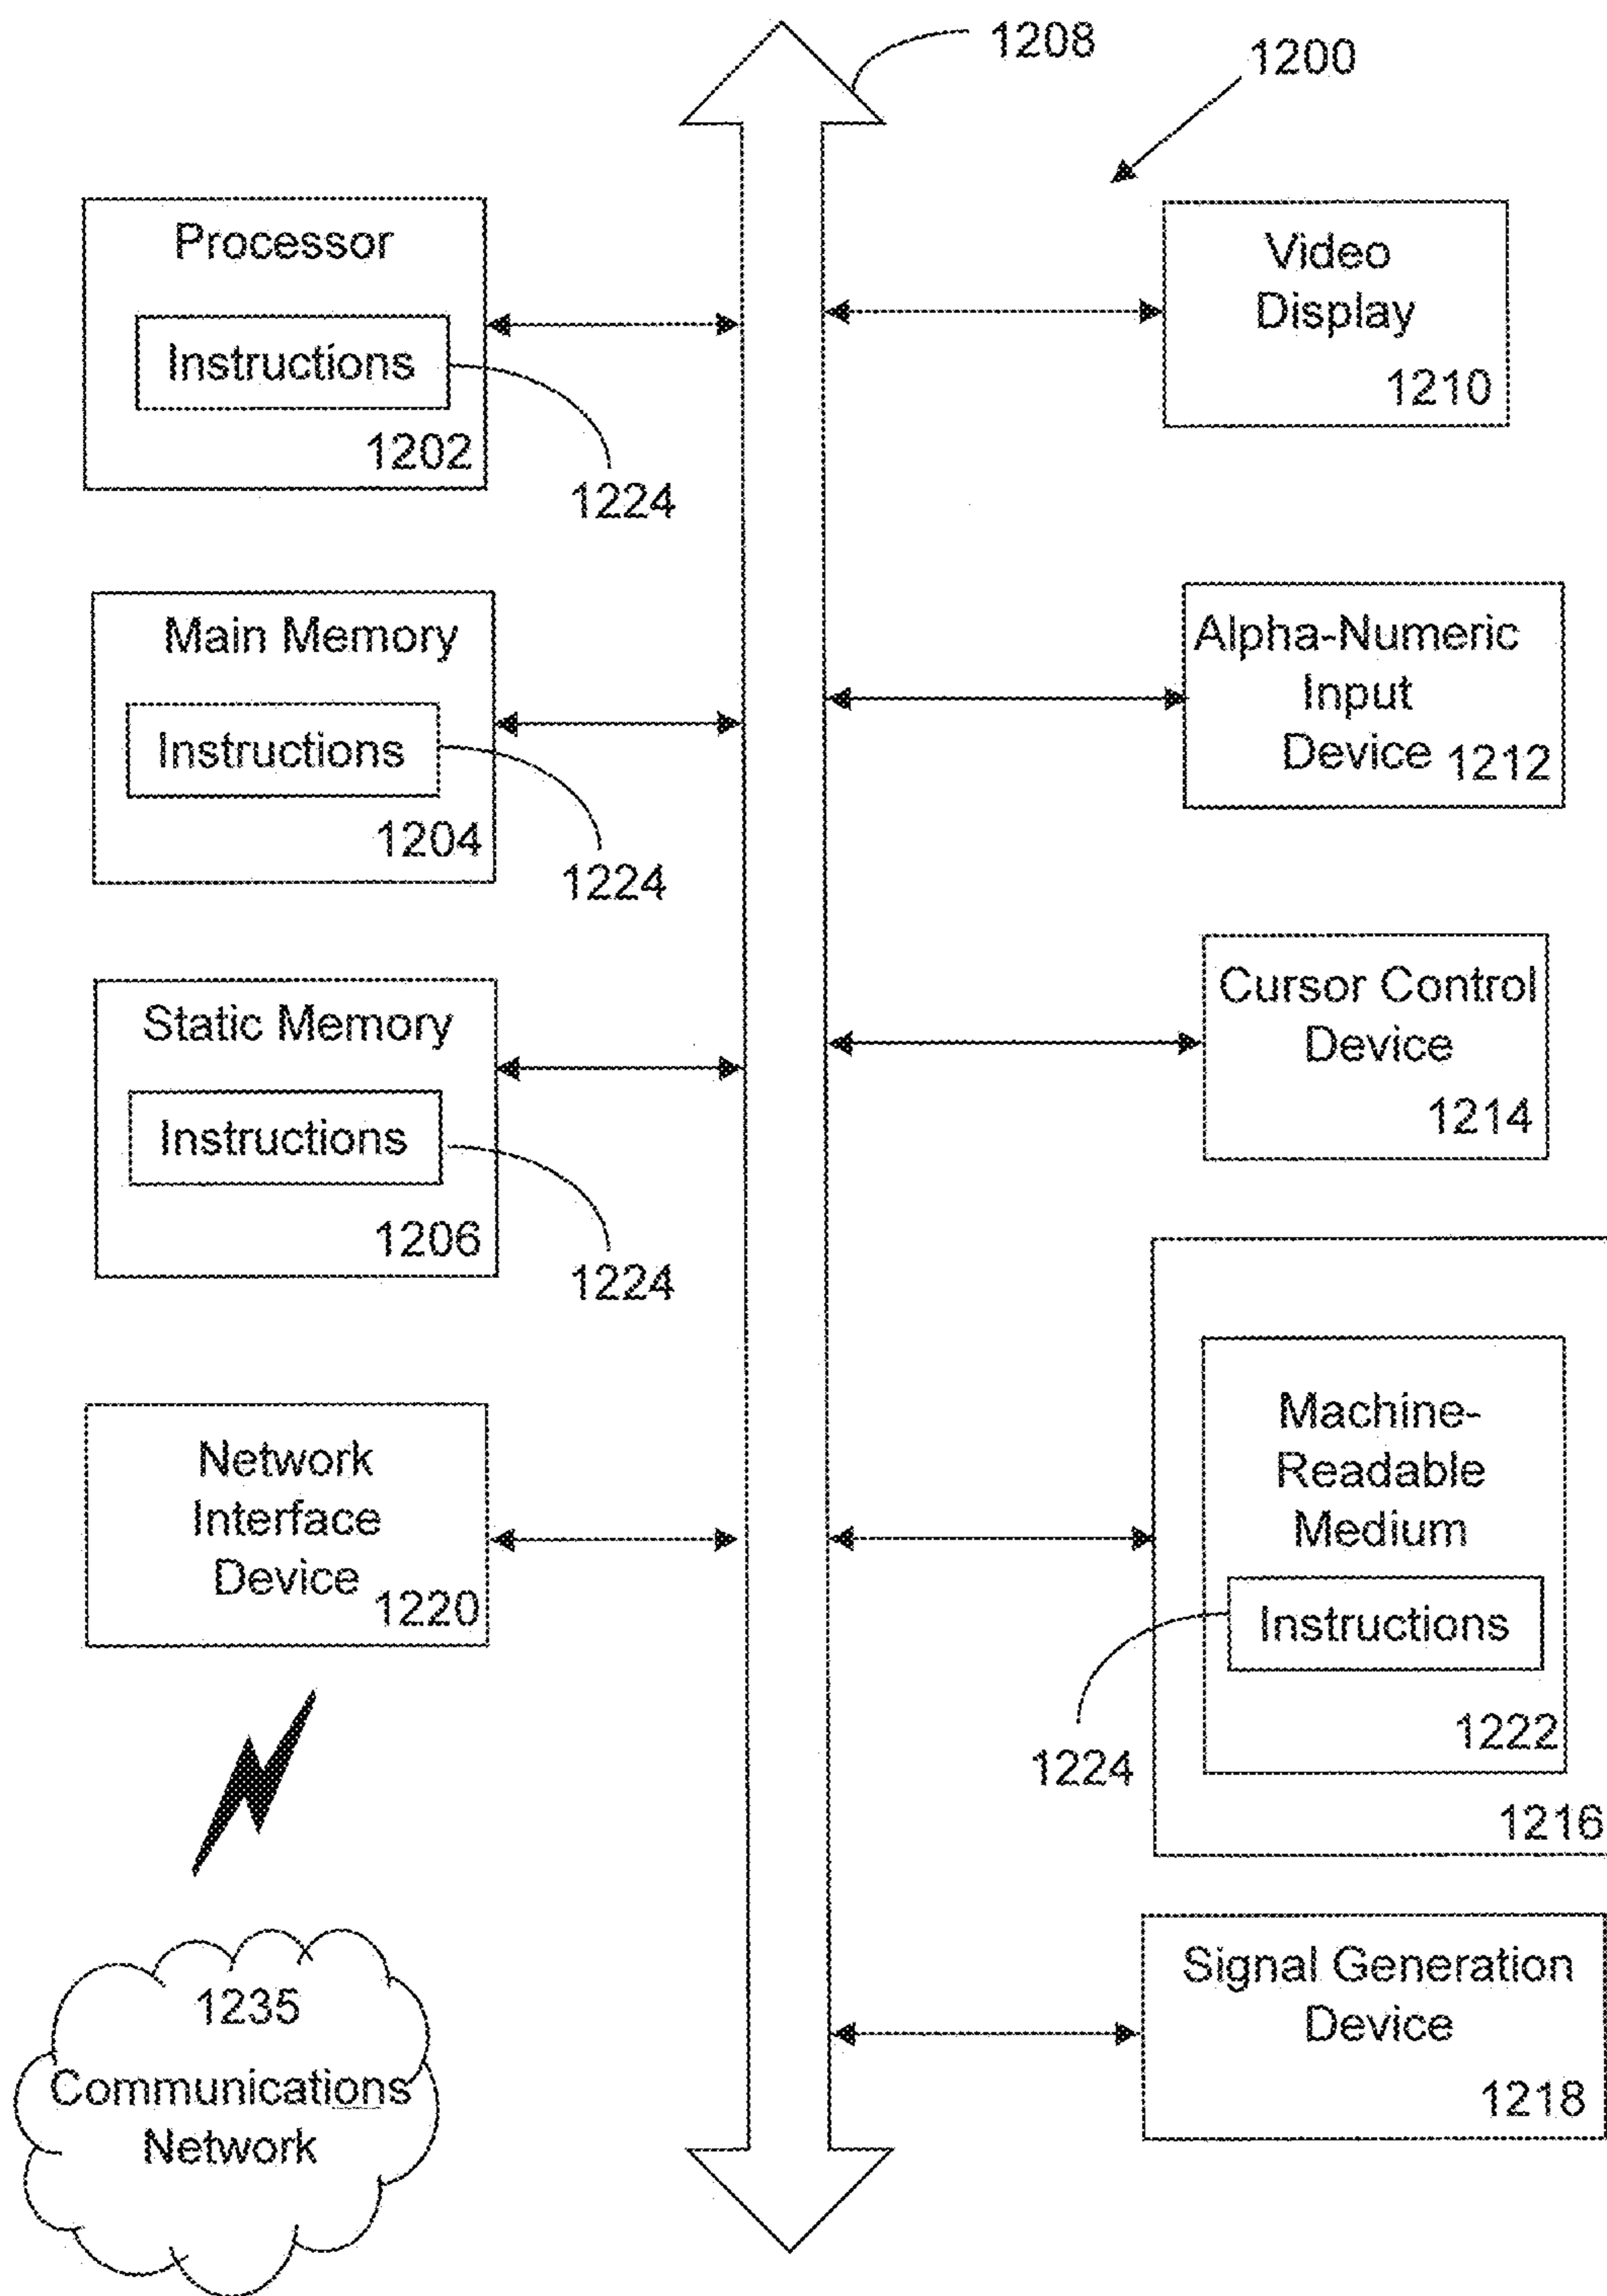 1208
1200
Processor
Instructions
1202
1224
Video
Display
1210
Main Memory
Instructions
1204
1224
Alpha-Numeric
Input
Device 1212
Static Memory
Instructions
1206
1224
Cursor Control
Device
1214
Network
Interface
Device
1220
Machine-
Readable
Medium
Instructions
1222
1224
1216
1235
Communications
Network
Signal Generation
Device
1218